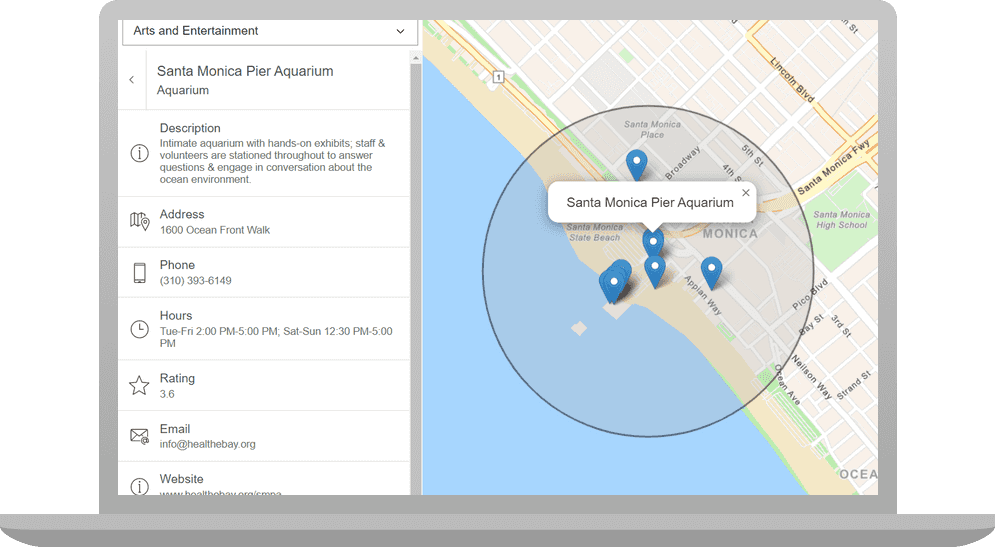 Arts and Entertainment
Santa Monica Pier Aquarium
Aquarium
Description
Intimate aquarium with hands-on exhibits; staff &
volunteers are stationed throughout to answer
questions & engage in conversation about the
ocean environment.
Address
1600 Ocean Front Walk
Phone
(310) 393-6149
Hours
Tue-Fri 2:00 PM-5:00 PM; Sat-Sun 12:30 PM-5:00
PM
Rating
3.6
Email
info@healthebay.org
Website
www.healthebay.org/smpa
1
Lincoln Blvd
Santa Monica
Place
Broadway
5th St
4th St
Santa Monica Fwy
Santa Monica Pier Aquarium
Santa Monica
State Beach
MONICA
Santa Monica
High School
Appian Way
Pico Blvd
Bay St
3rd St
Neilson Way
Ocean Ave
Strand St
OCEA